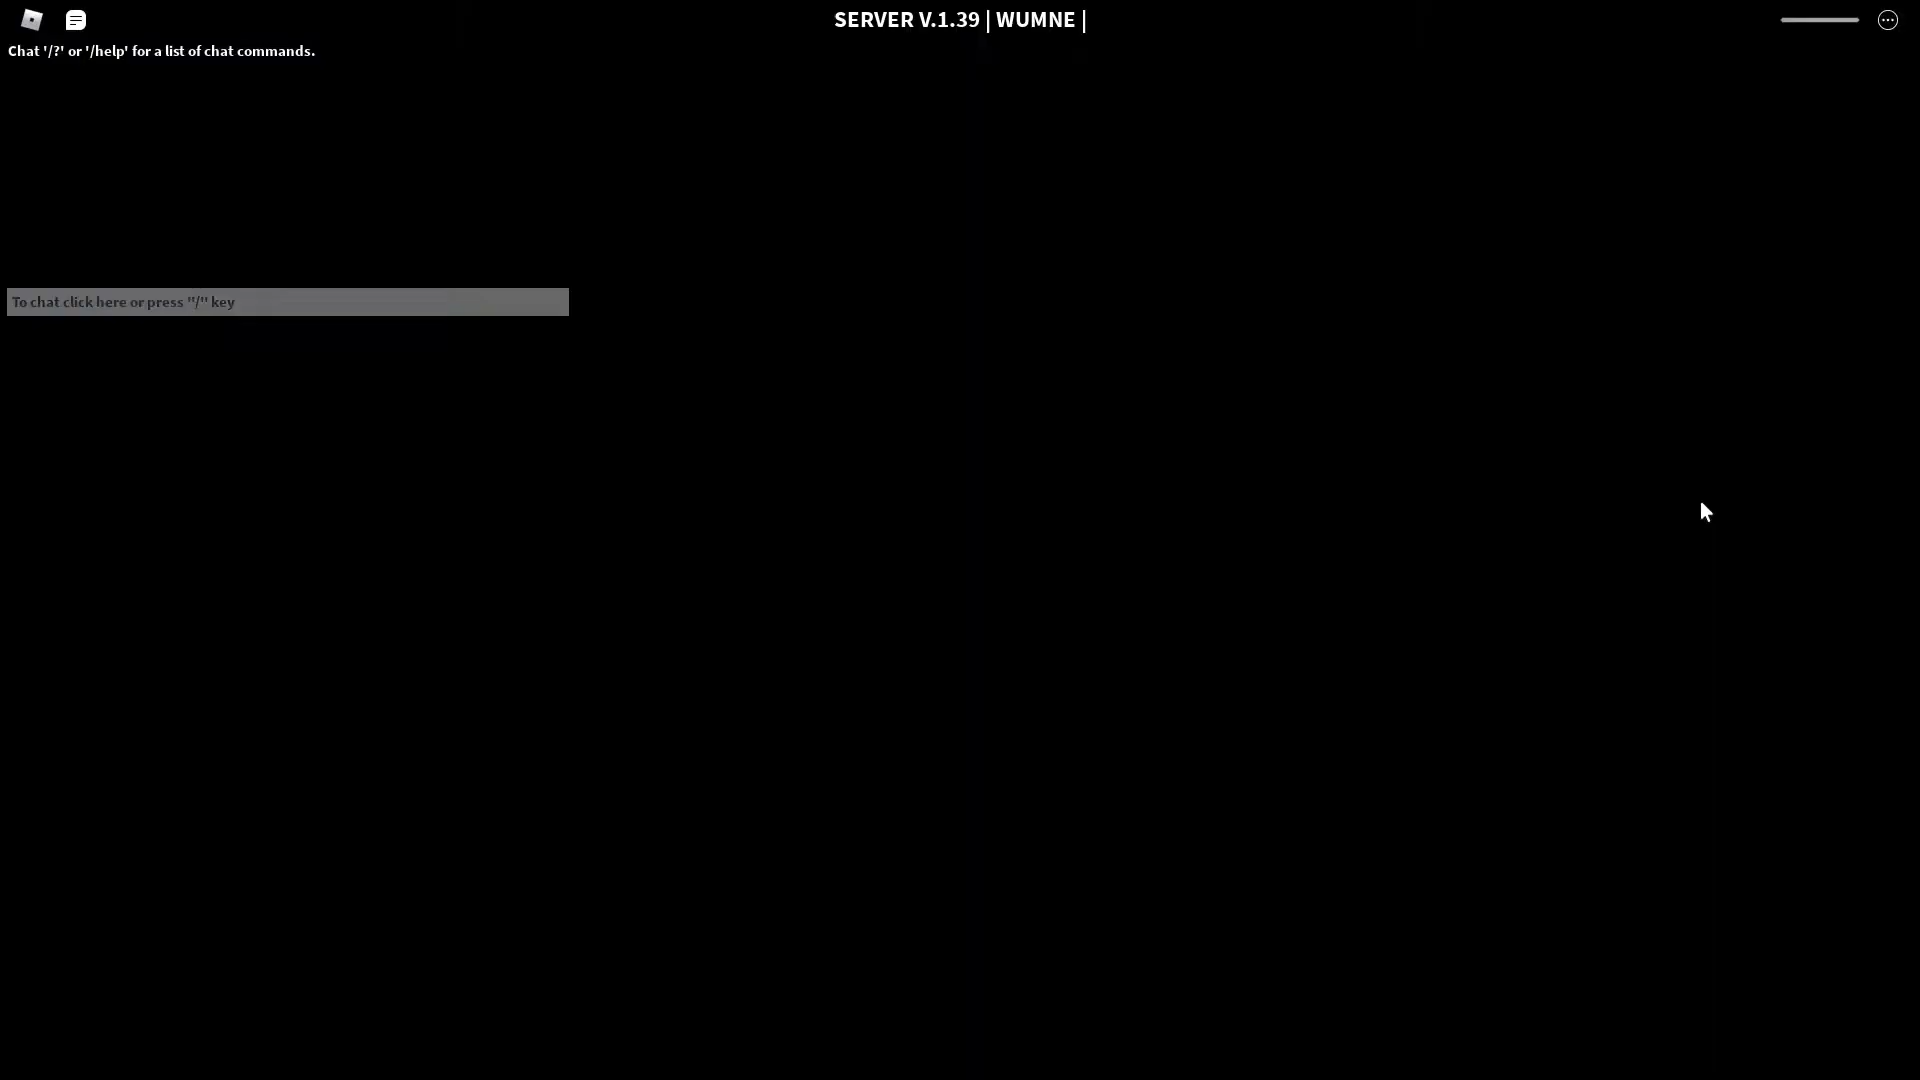 SERVER V.1.39 | WUMNE |
Chat '/?' or '/help' for a list of chat commands.
To chat click here or press "/" key